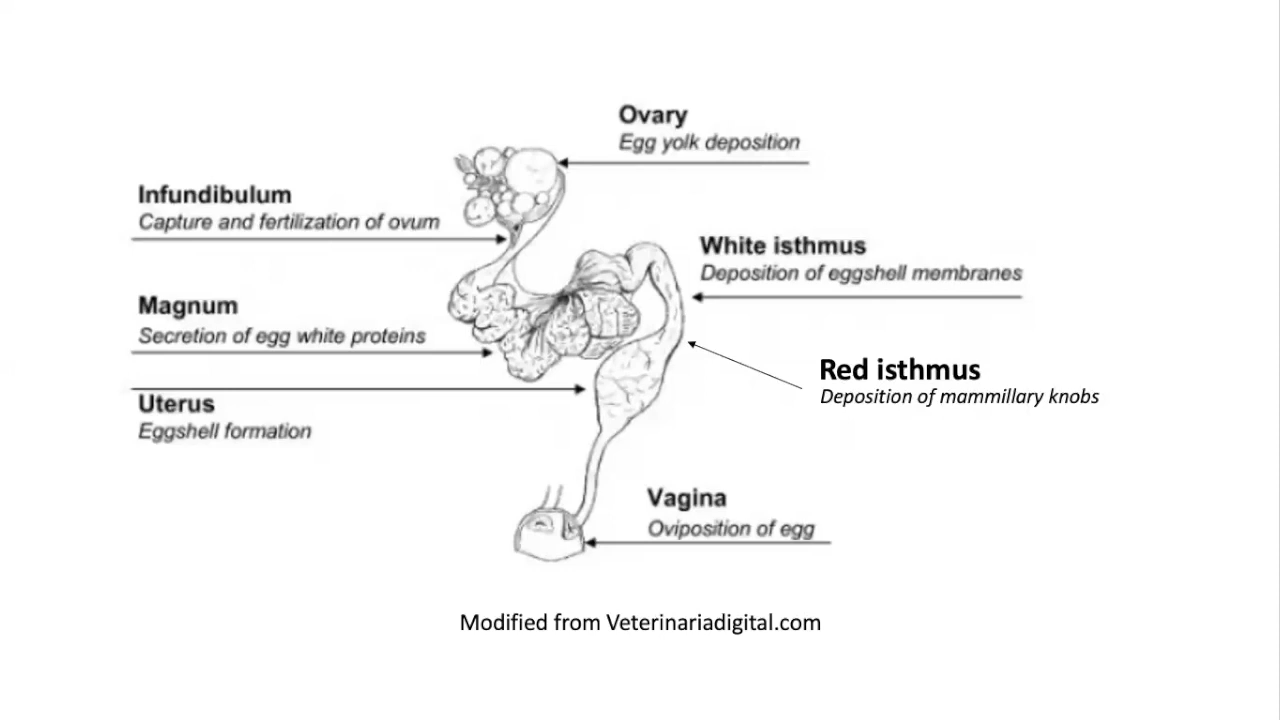 Ovary
Egg yolk deposition
Infundibulum
Capture and fertilization of ovum
White isthmus
Deposition of eggshell membranes
Magnum
Secretion of egg white proteins
Red isthmus
Deposition of mammillary knobs
Uterus
Eggshell formation
Vagina
Oviposition of egg
Modified from Veterinariadigital.com